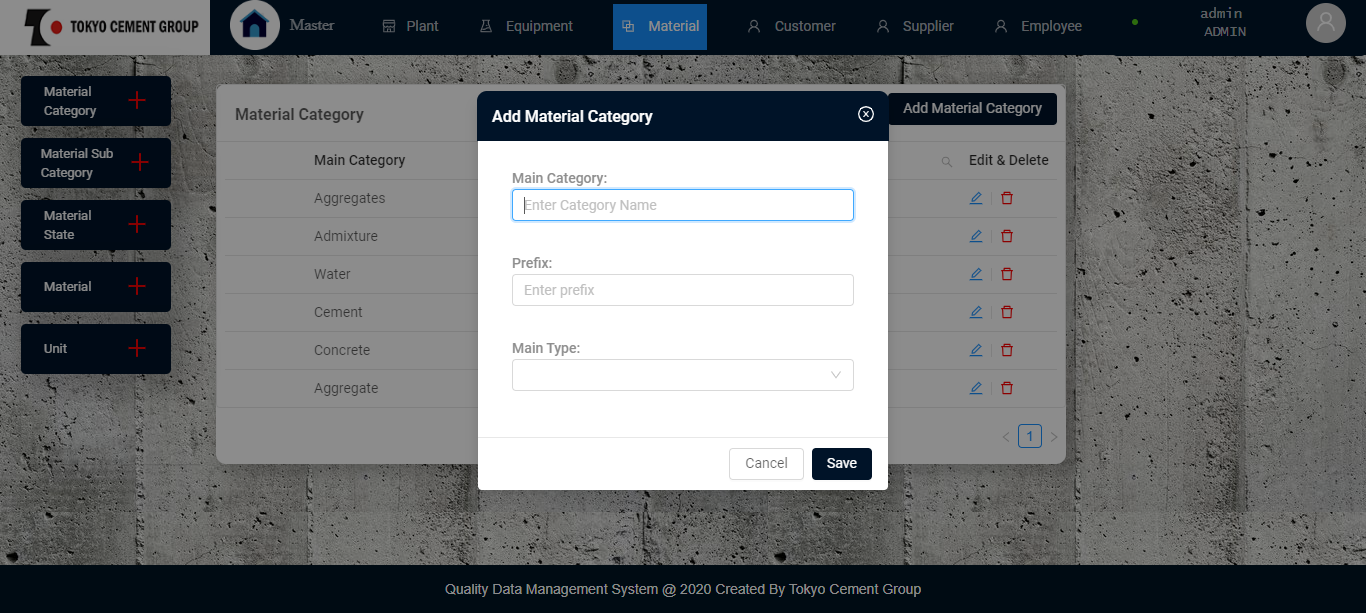 TOKYO CEMENT GROUP
Master
Plant
Equipment
Material
Customer
Supplier
Employee
admin
ADMIN
Material
Category
Material Sub
Category
Material
State
Material
Unit
Material Category
Add Material Category
Main Category
Edit & Delete
Aggregates
Admixture
Water
Cement
Concrete
Aggregate
1
Add Material Category
Main Category:
Enter Category Name
Prefix:
Enter prefix
Main Type:
Cancel
Save
Quality Data Management System @ 2020 Created By Tokyo Cement Group